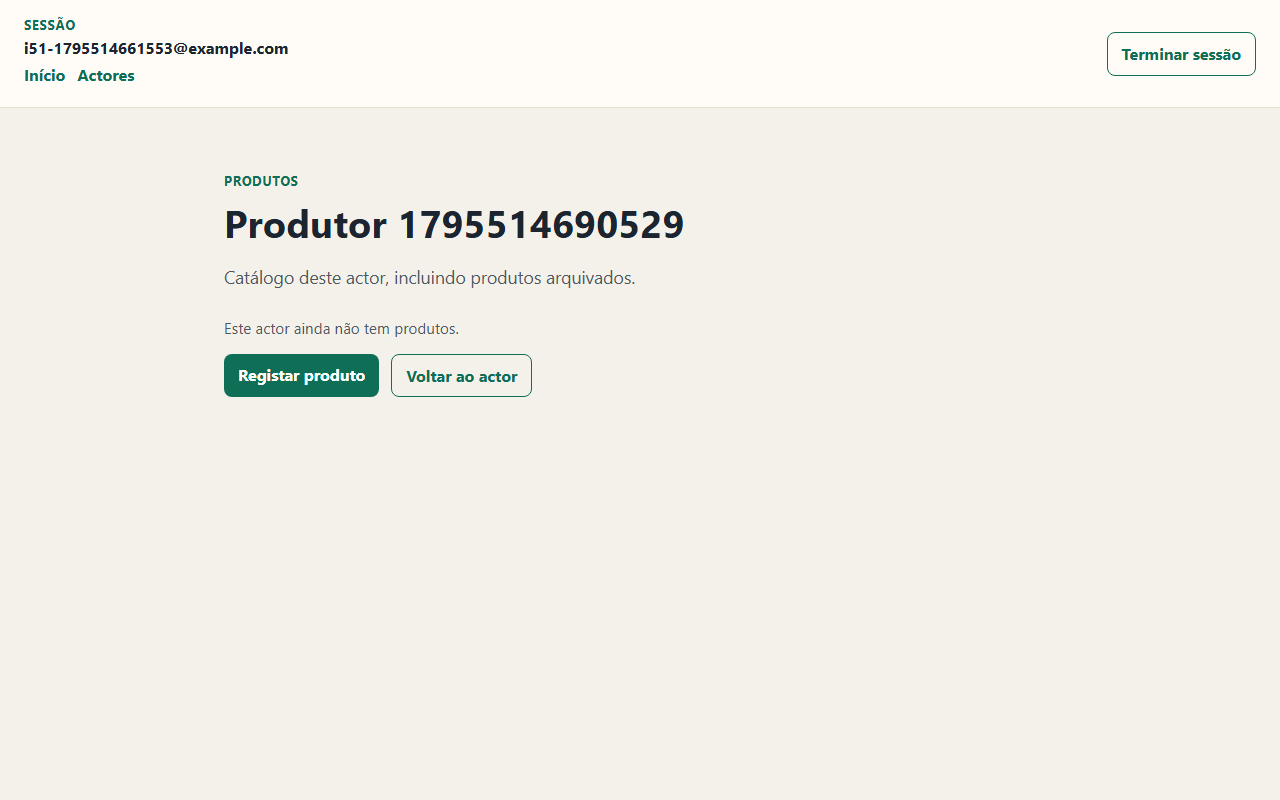 SESSÃO
i51-1795514661553@example.com
Início Actores
Terminar sessão
PRODUTOS
Produtor 1795514690529
Catálogo deste actor, incluindo produtos arquivados.
Este actor ainda não tem produtos.
Registar produto Voltar ao actor